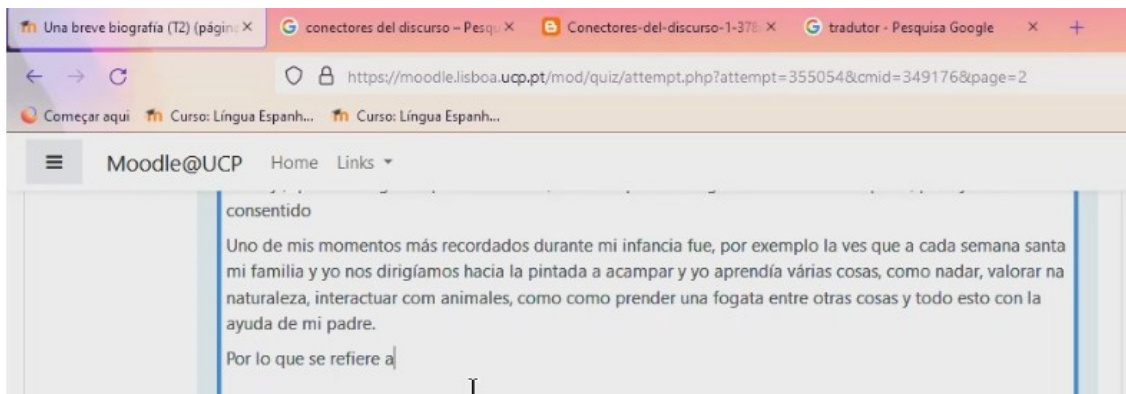 Una breve biografía (T2) (págin
conectores del discurso – Pesq
Conectores-del-discurso-1-378
tradutor - Pesquisa Google
https://moodle.lisboa.ucp.pt/mod/quiz/attempt.php?attempt=355054&cmid=3491768&page=2
Começar aqui Curso: Língua Espanh... Curso: Língua Espanh...
Moodle@UCP Home Links
consentido
Uno de mis momentos más recordados durante mi infancia fue, por exemplo la ves que a cada semana santa
mi familia y yo nos dirigíamos hacia la pintada a acampar y yo aprendía várias cosas, como nadar, valorar na
naturaleza, interactuar com animales, como como prender una fogata entre otras cosas y todo esto con la
ayuda de mi padre.
Por lo que se refiere a